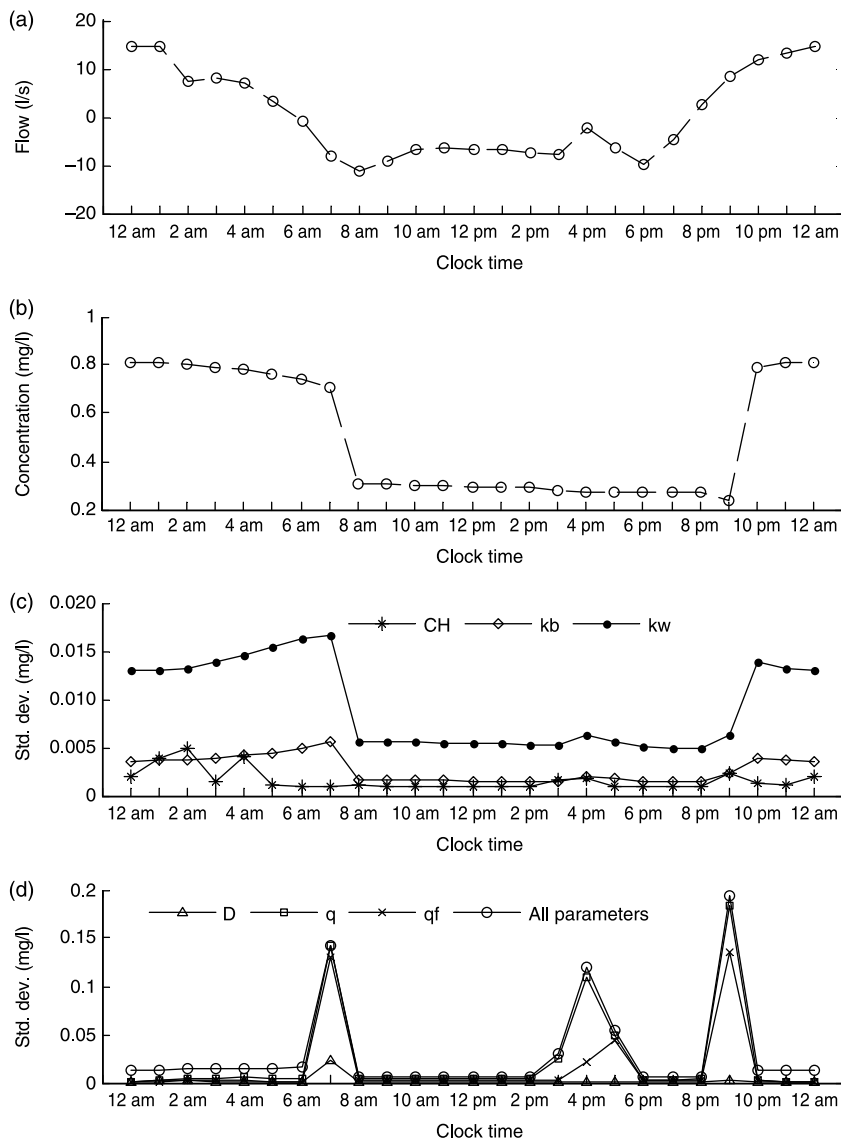 (a)
20
10
0
−10
−20
Flow (l/s)
12 am 2 am 4 am 6 am 8 am 10 am 12 pm 2 pm 4 pm 6 pm 8 pm 10 pm 12 am
Clock time
(b)
1
0.8
0.6
0.4
0.2
Concentration (mg/l)
12 am 2 am 4 am 6 am 8 am 10 am 12 pm 2 pm 4 pm 6 pm 8 pm 10 pm 12 am
Clock time
(c)
0.020
0.015
0.010
0.005
0
Std. dev. (mg/l)
CH kb kw
12 am 2 am 4 am 6 am 8 am 10 am 12 pm 2 pm 4 pm 6 pm 8 pm 10 pm 12 am
Clock time
(d)
0.2
0.15
0.1
0.05
0
Std. dev. (mg/l)
D q qf All parameters
12 am 2 am 4 am 6 am 8 am 10 am 12 pm 2 pm 4 pm 6 pm 8 pm 10 pm 12 am
Clock time